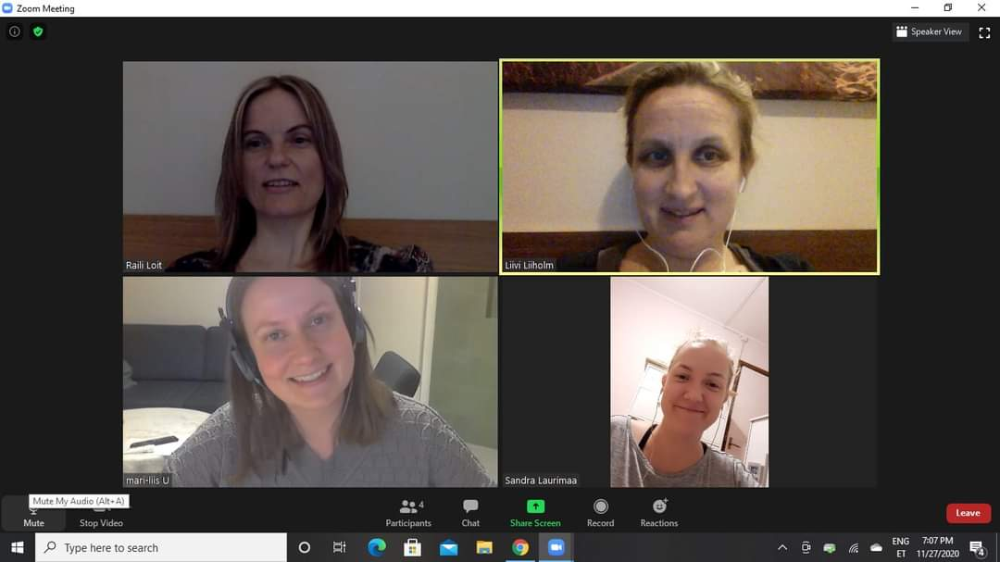 Zoom Meeting
Speaker View
Raili Loit
Liivi Liiholm
mari-liis U
Sandra Laurimaa
Mute My Audio (Alt+A)
Mute
Stop Video
4
Participants
Chat
Share Screen
Record
Reactions
Leave
Type here to search
ENG
ET
7:07 PM
11/27/2020
4